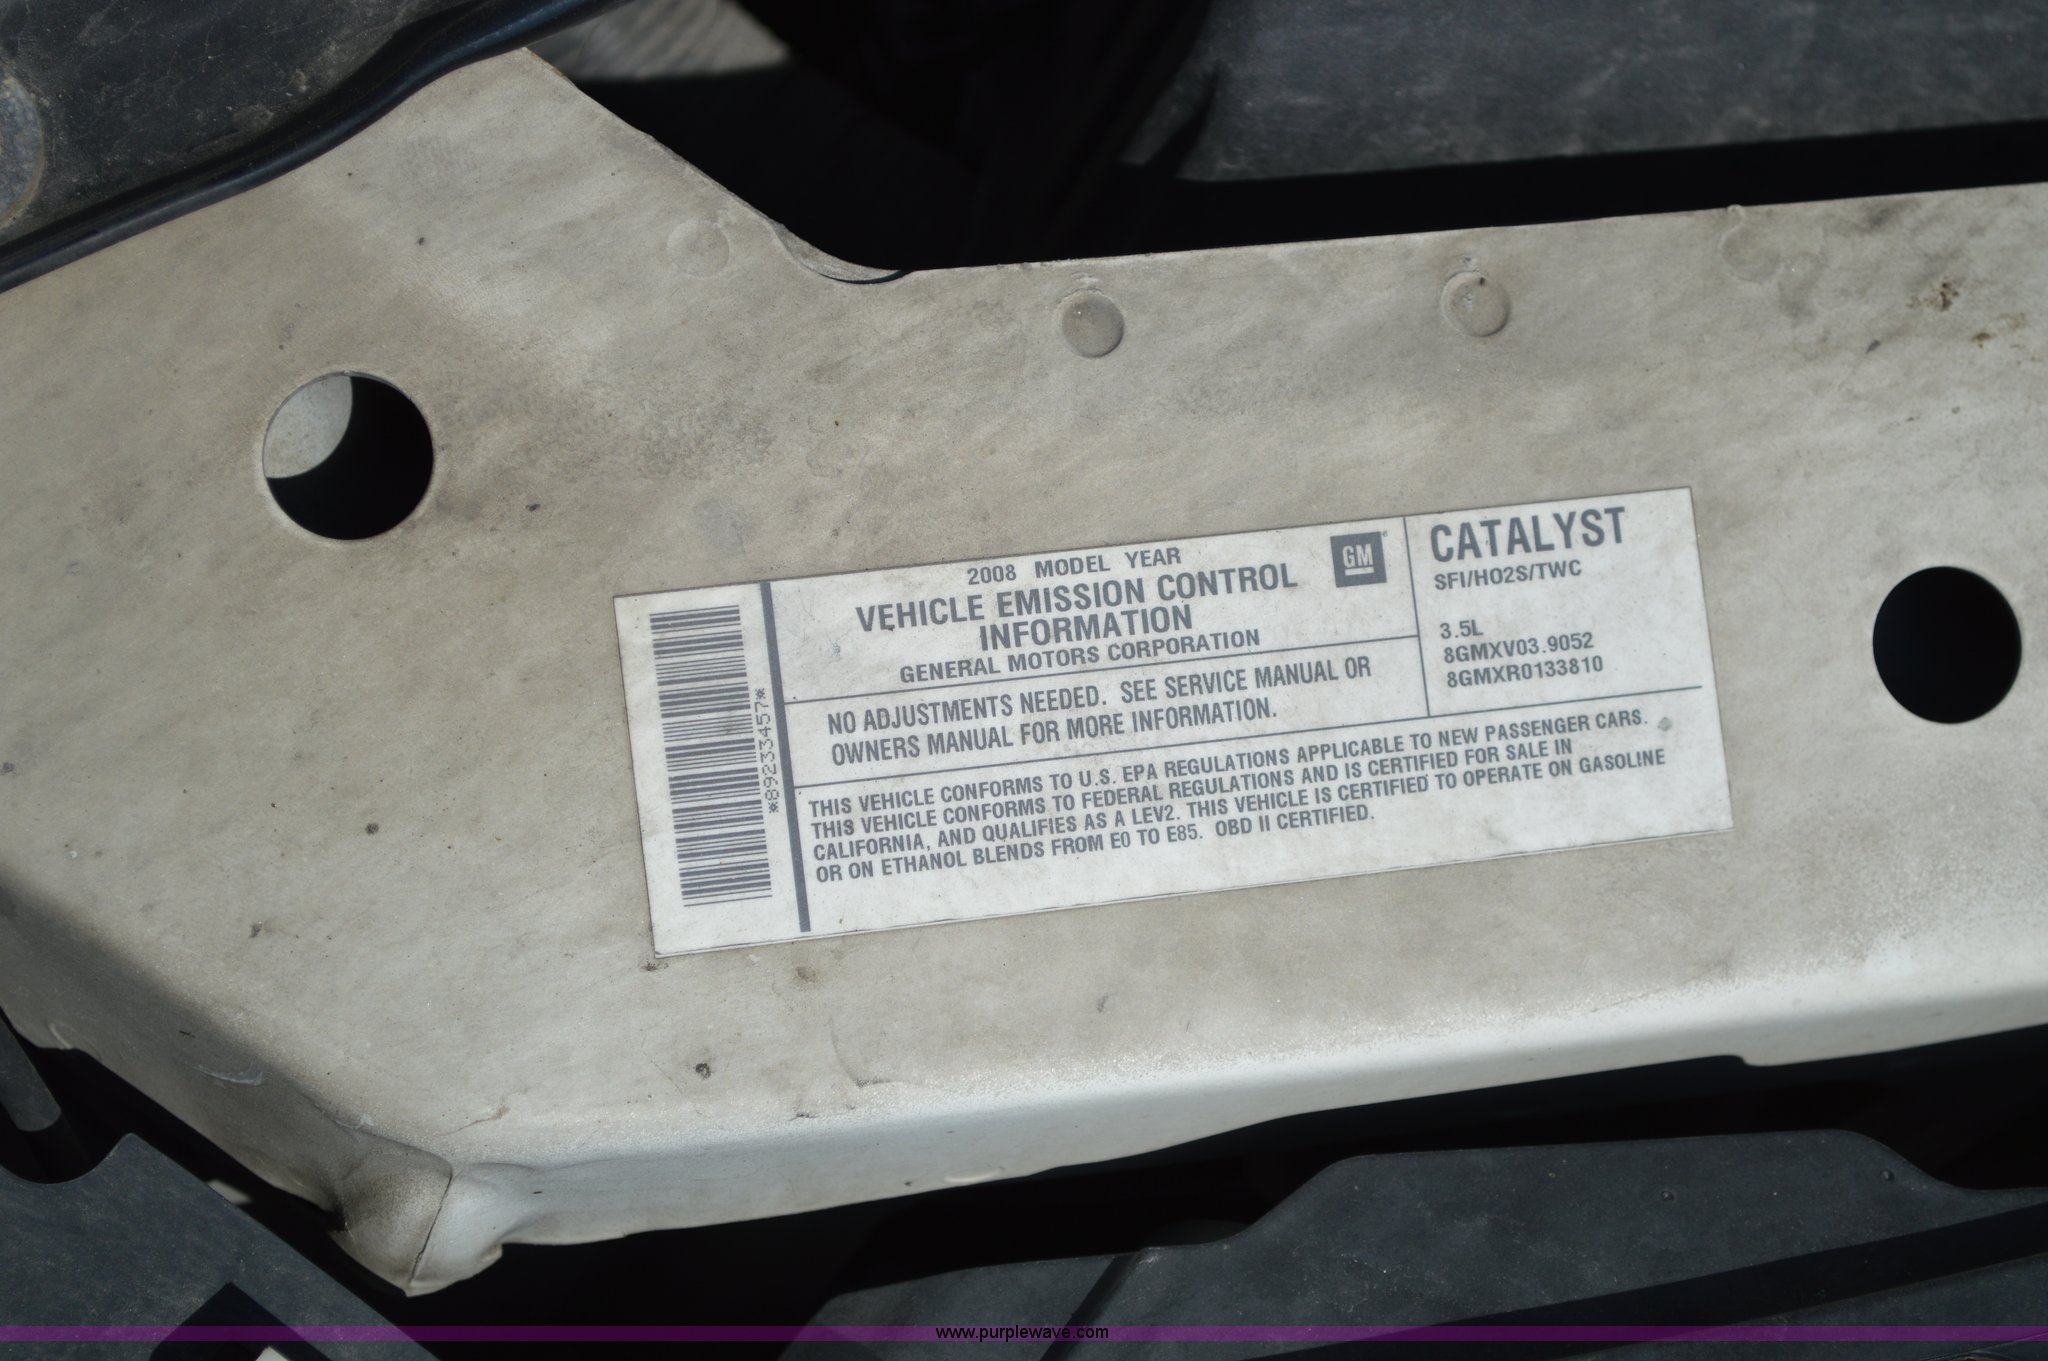 2008 MODEL YEAR
VEHICLE EMISSION CONTROL
INFORMATION
GENERAL MOTORS CORPORATION
GM
NO ADJUSTMENTS NEEDED. SEE SERVICE MANUAL OR
OWNERS MANUAL FOR MORE INFORMATION.
CATALYST
SFI/HO2S/TWC
3.5L
8GMXV03.9052
8GMXR0133810
THIS VEHICLE CONFORMS TO U.S. EPA REGULATIONS APPLICABLE TO NEW PASSENGER CARS.
THIS VEHICLE CONFORMS TO FEDERAL REGULATIONS AND IS CERTIFIED FOR SALE IN
CALIFORNIA, AND QUALIFIES AS A LEV2. THIS VEHICLE IS CERTIFIED TO OPERATE ON GASOLINE
OR ON ETHANOL BLENDS FROM E0 TO E85. OBD II CERTIFIED.
*89233457*
www.purplewave.com